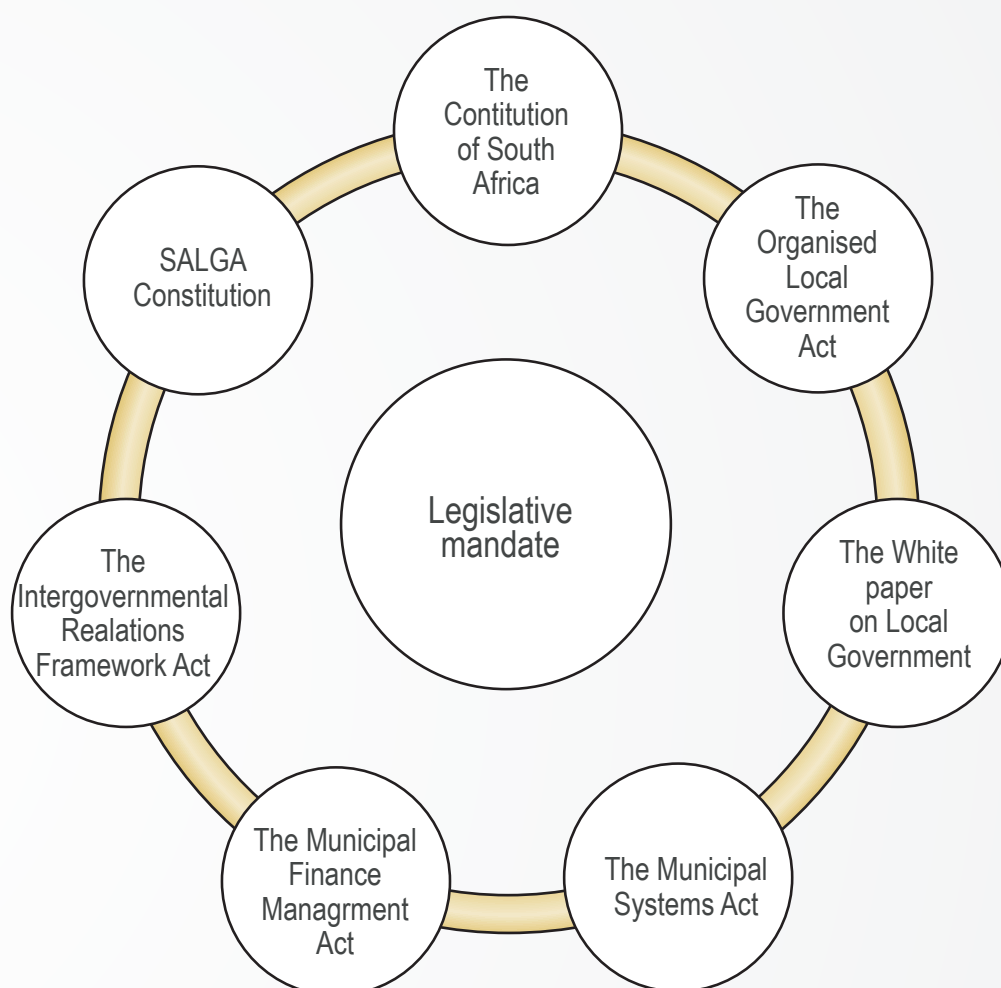 The
Contitution
of South
Africa
The
Organised
Local
Government
Act
The White
paper
on Local
Government
The Municipal
Systems Act
The Municipal
Finance
Managrment
Act
The
Intergovernmental
Realations
Framework Act
SALGA
Constitution
Legislative
mandate